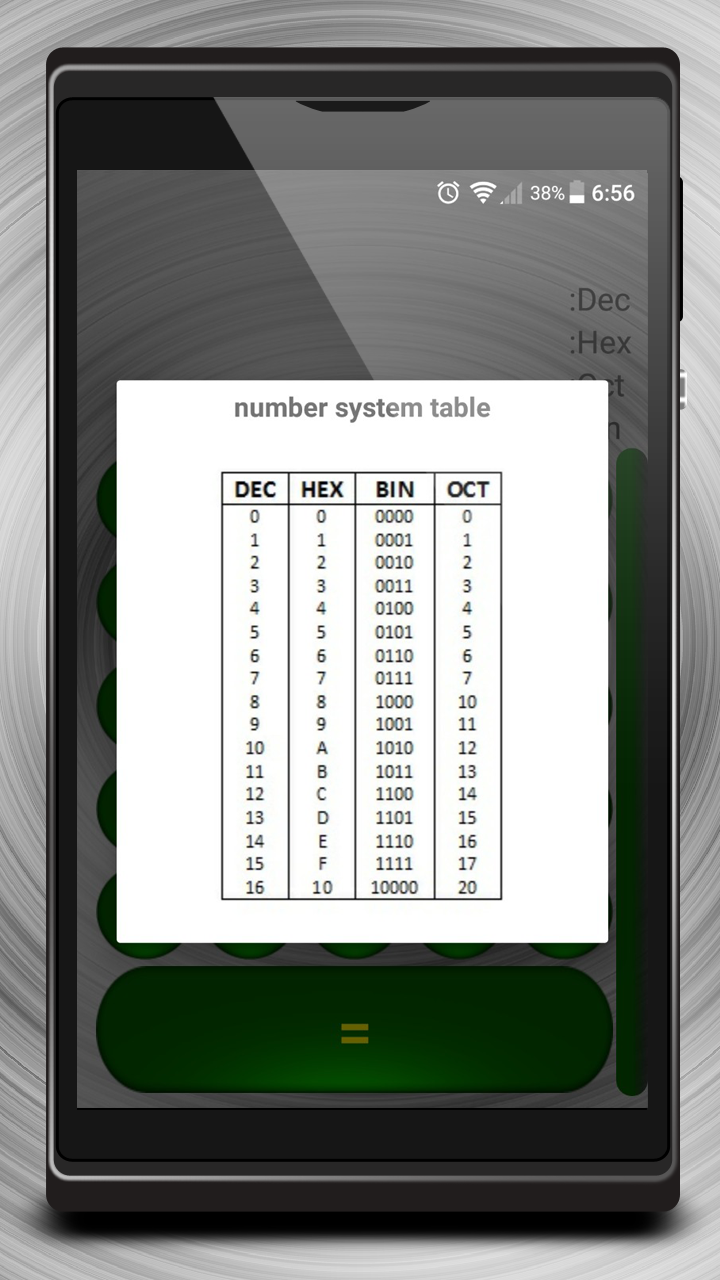 38% 6:56
:Dec
:Hex
number system table
DEC HEX BIN OCT
0 0 0000 0
1 1 0001 1
2 2 0010 2
3 3 0011 3
4 4 0100 4
5 5 0101 5
6 6 0110 6
7 7 0111 7
8 8 1000 10
9 9 1001 11
10 A 1010 12
11 B 1011 13
12 C 1100 14
13 D 1101 15
14 E 1110 16
15 F 1111 17
16 10 10000 20
=